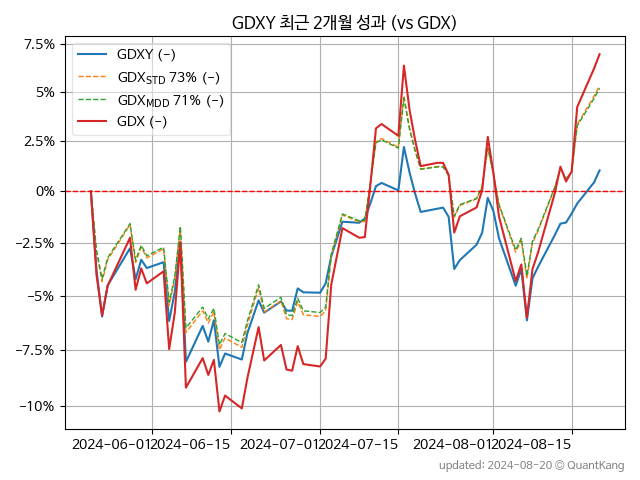 GDXY 최근 2개월 성과 (vs GDX)
GDXY (-)
GDX_STD 73% (-)
GDX_MDD 71% (-)
GDX (-)
7.5%
5%
2.5%
0%
−2.5%
−5%
−7.5%
−10%
2024-06-01
2024-06-15
2024-07-01
2024-07-15
2024-08-01
2024-08-15
updated: 2024-08-20 @ QuantKang